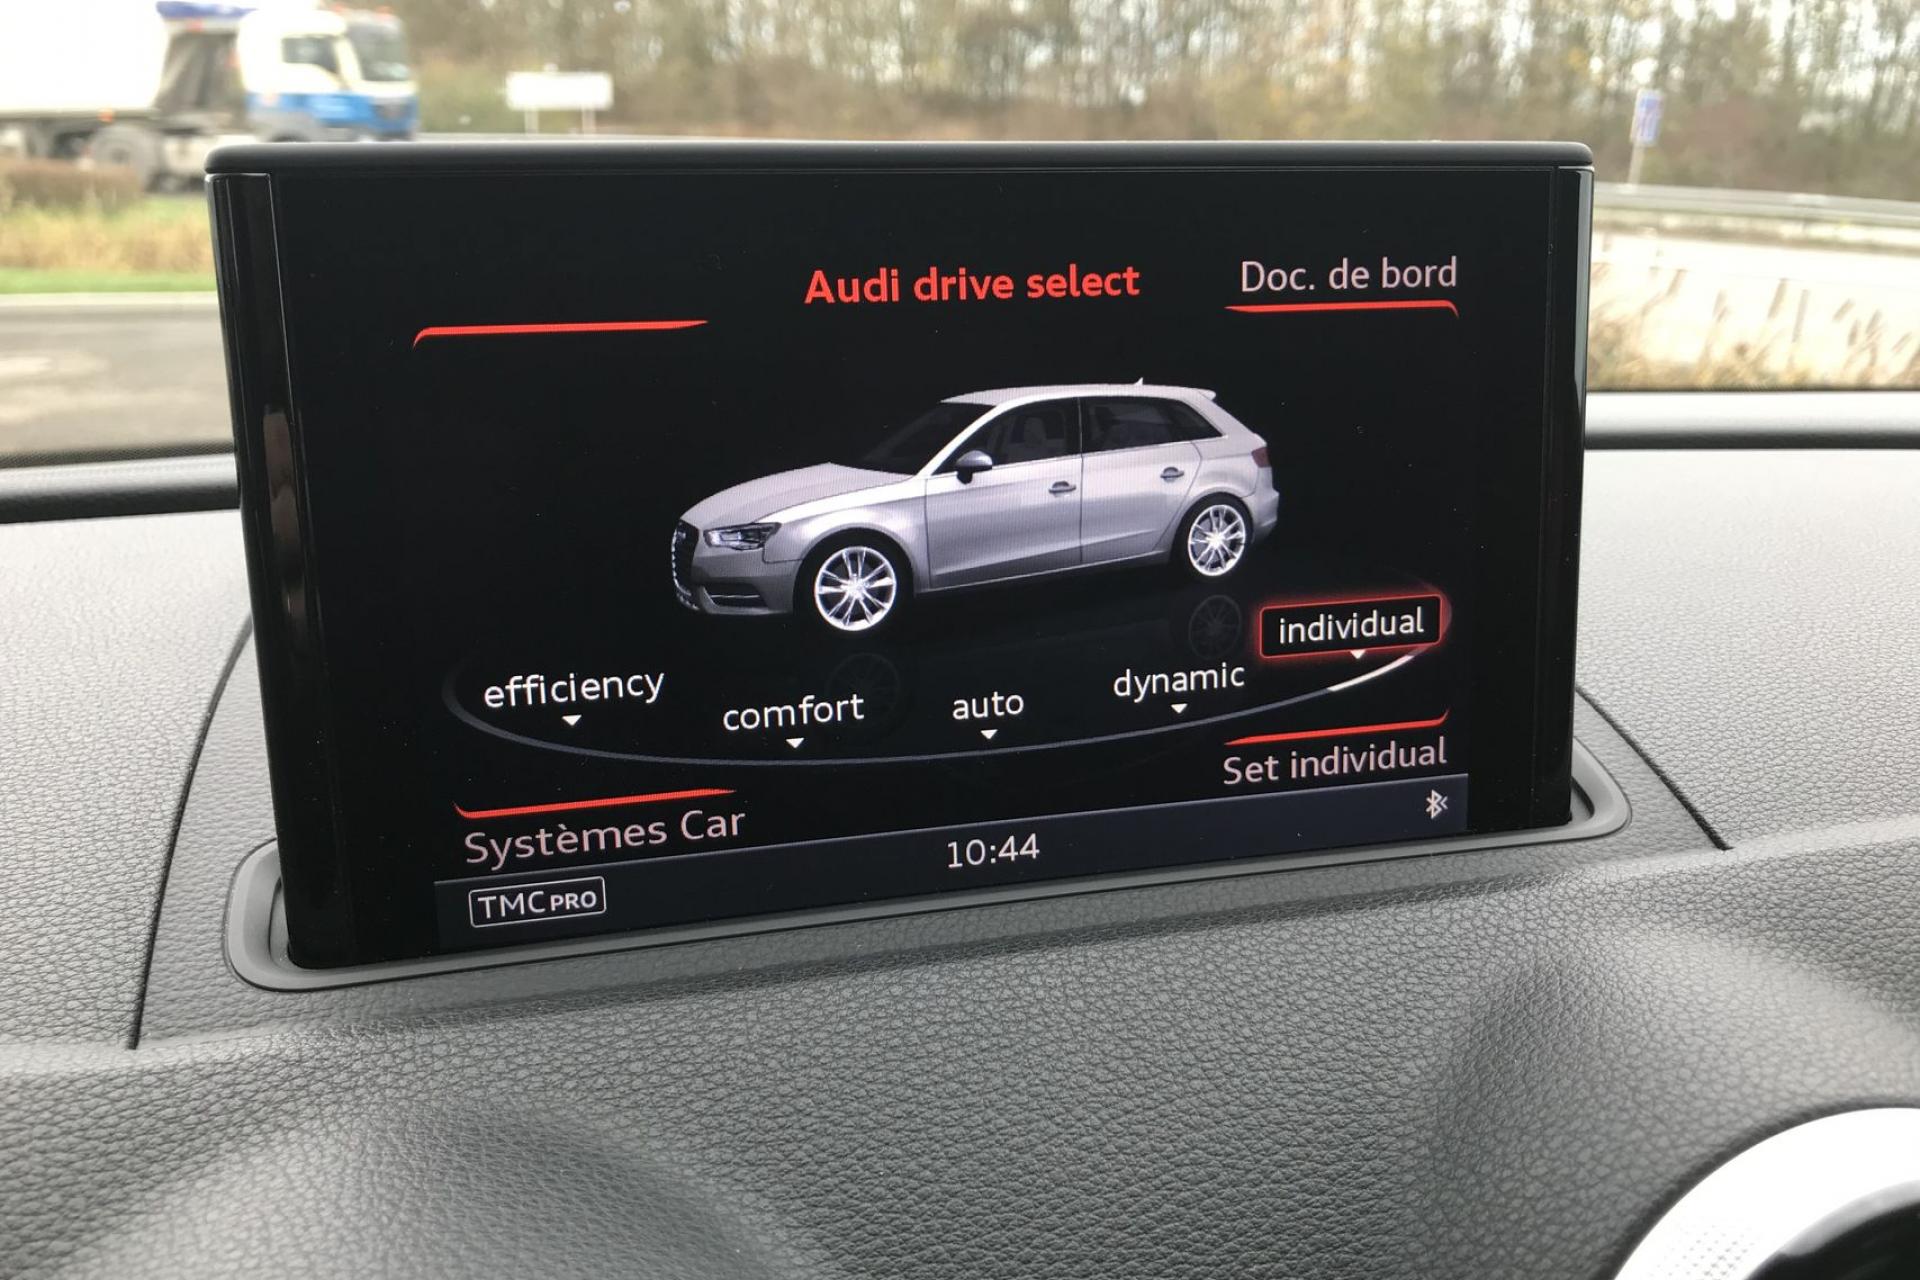 Audi drive select
Doc. de bord
individual
efficiency
comfort
auto
dynamic
Set individual
Systèmes Car
10:44
TMC PRO